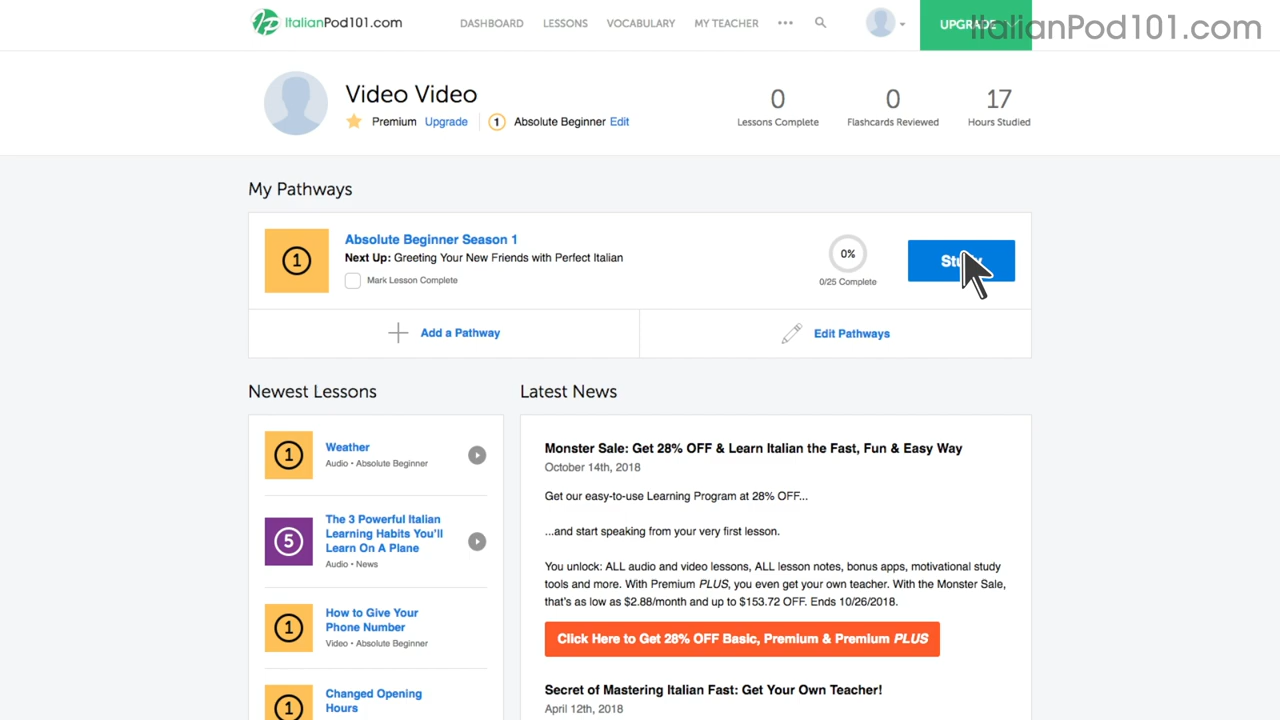 ItalianPod101.com
DASHBOARD LESSONS VOCABULARY MY TEACHER •••
UPGRADE
ItalianPod101.com
Video Video
Premium Upgrade 1 Absolute Beginner Edit
0 0 17
Lessons Complete Flashcards Reviewed Hours Studied
My Pathways
1
Absolute Beginner Season 1
Next Up: Greeting Your New Friends with Perfect Italian
Mark Lesson Complete
0%
0/25 Complete
Study
Add a Pathway
Edit Pathways
Newest Lessons
1
Weather
Audio • Absolute Beginner
5
The 3 Powerful Italian
Learning Habits You'll
Learn On A Plane
Audio • News
1
How to Give Your
Phone Number
Video • Absolute Beginner
1
Changed Opening
Hours
Latest News
Monster Sale: Get 28% OFF & Learn Italian the Fast, Fun & Easy Way
October 14th, 2018
Get our easy-to-use Learning Program at 28% OFF...
...and start speaking from your very first lesson.
You unlock: ALL audio and video lessons, ALL lesson notes, bonus apps, motivational study
tools and more. With Premium PLUS, you even get your own teacher. With the Monster Sale,
that's as low as $2.88/month and up to $153.72 OFF. Ends 10/26/2018.
Click Here to Get 28% OFF Basic, Premium & Premium PLUS
Secret of Mastering Italian Fast: Get Your Own Teacher!
April 12th, 2018